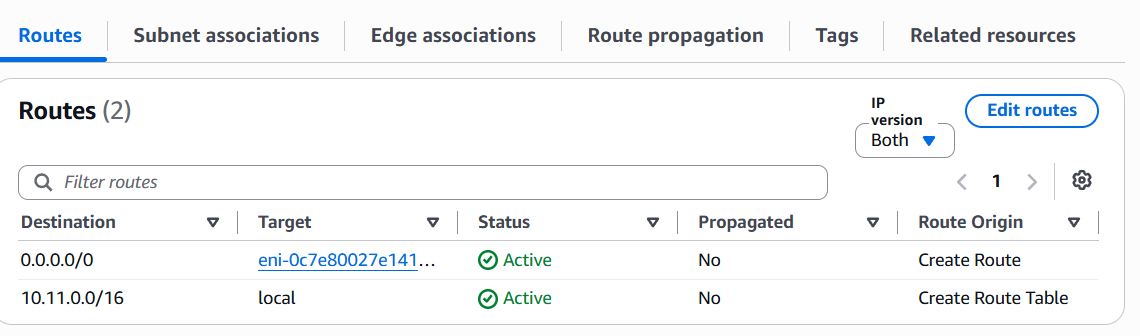 Routes Subnet associations Edge associations Route propagation Tags Related resources
Routes (2)
IP version
Both
Edit routes
Filter routes
1
Destination Target Status Propagated Route Origin
0.0.0.0/0 eni-0c7e80027e141... Active No Create Route
10.11.0.0/16 local Active No Create Route Table